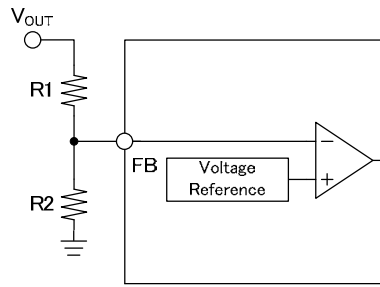 VOUT
R1
FB
Voltage
Reference
R2
−
+